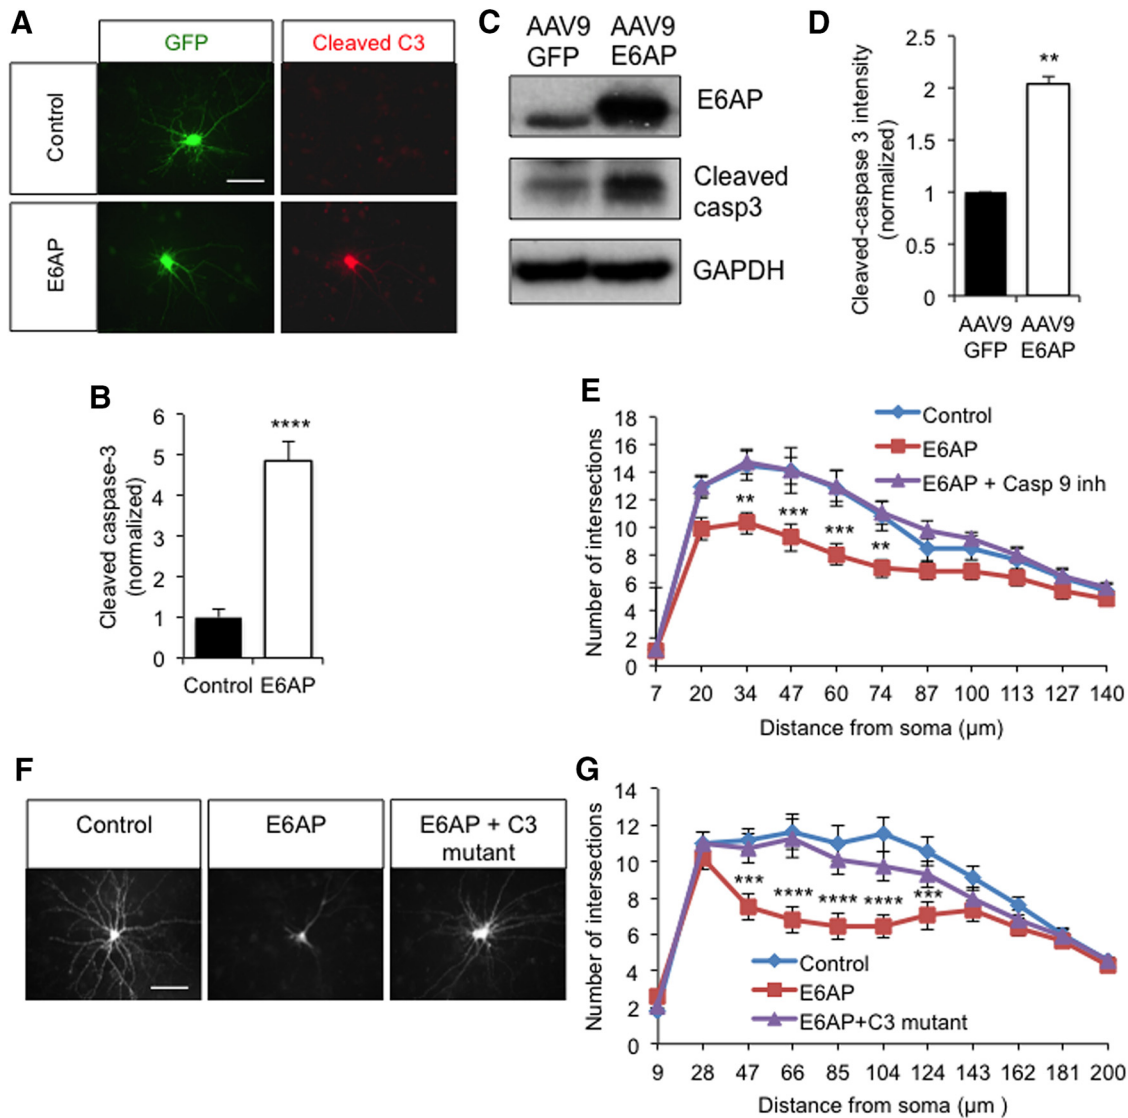 A
GFP
Cleaved C3
Control
E6AP
C
AAV9 AAV9
GFP E6AP
E6AP
Cleaved
casp3
GAPDH
D
Cleaved-caspase 3 intensity
(normalized)
2.5
2
1.5
1
0.5
0
**
AAV9 AAV9
GFP E6AP
B
Cleaved caspase-3
(normalized)
6
5
4
3
2
1
0
****
Control E6AP
E
Number of intersections
18
16
14
12
10
8
6
4
2
0
Control
E6AP
E6AP + Casp 9 inh
**
***
***
**
7 20 34 47 60 74 87 100 113 127 140
Distance from soma (µm)
F
Control
E6AP
E6AP + C3
mutant
G
Number of intersections
14
12
10
8
6
4
2
0
***
****
****
****
***
Control
E6AP
E6AP+C3 mutant
9 28 47 66 85 104 124 143 162 181 200
Distance from soma (µm )